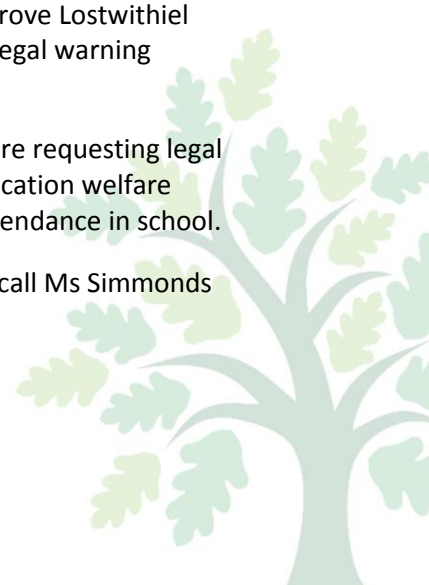 rove Lostwithiel
egal warning
re requesting legal
cation welfare
endance in school.
call Ms Simmonds